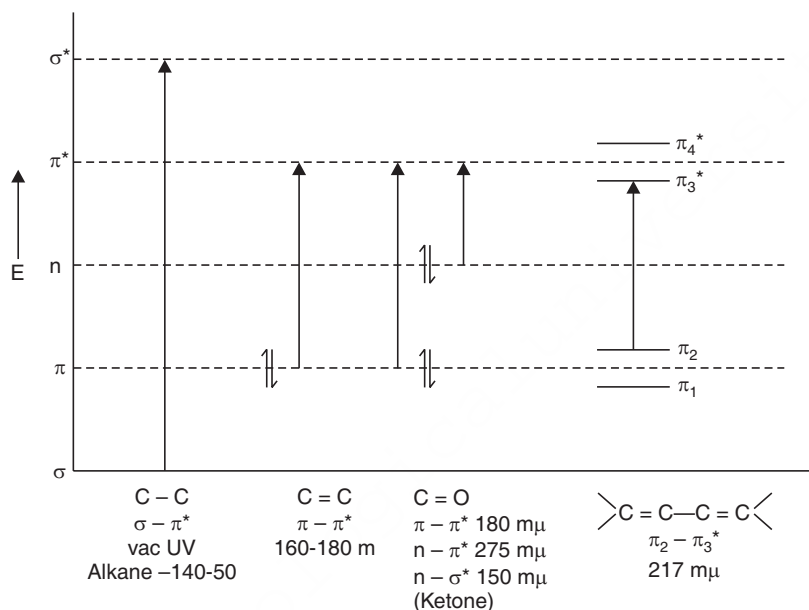 σ*
π*
π₄*
π₃*
E
n
π₂
π
π₁
σ
C – C
σ – π*
vac UV
Alkane –140-50
C = C
π – π*
160-180 m
C = O
π – π* 180 mμ
n – π* 275 mμ
n – σ* 150 mμ
(Ketone)
C = C—C = C
π₂ – π₃*
217 mμ